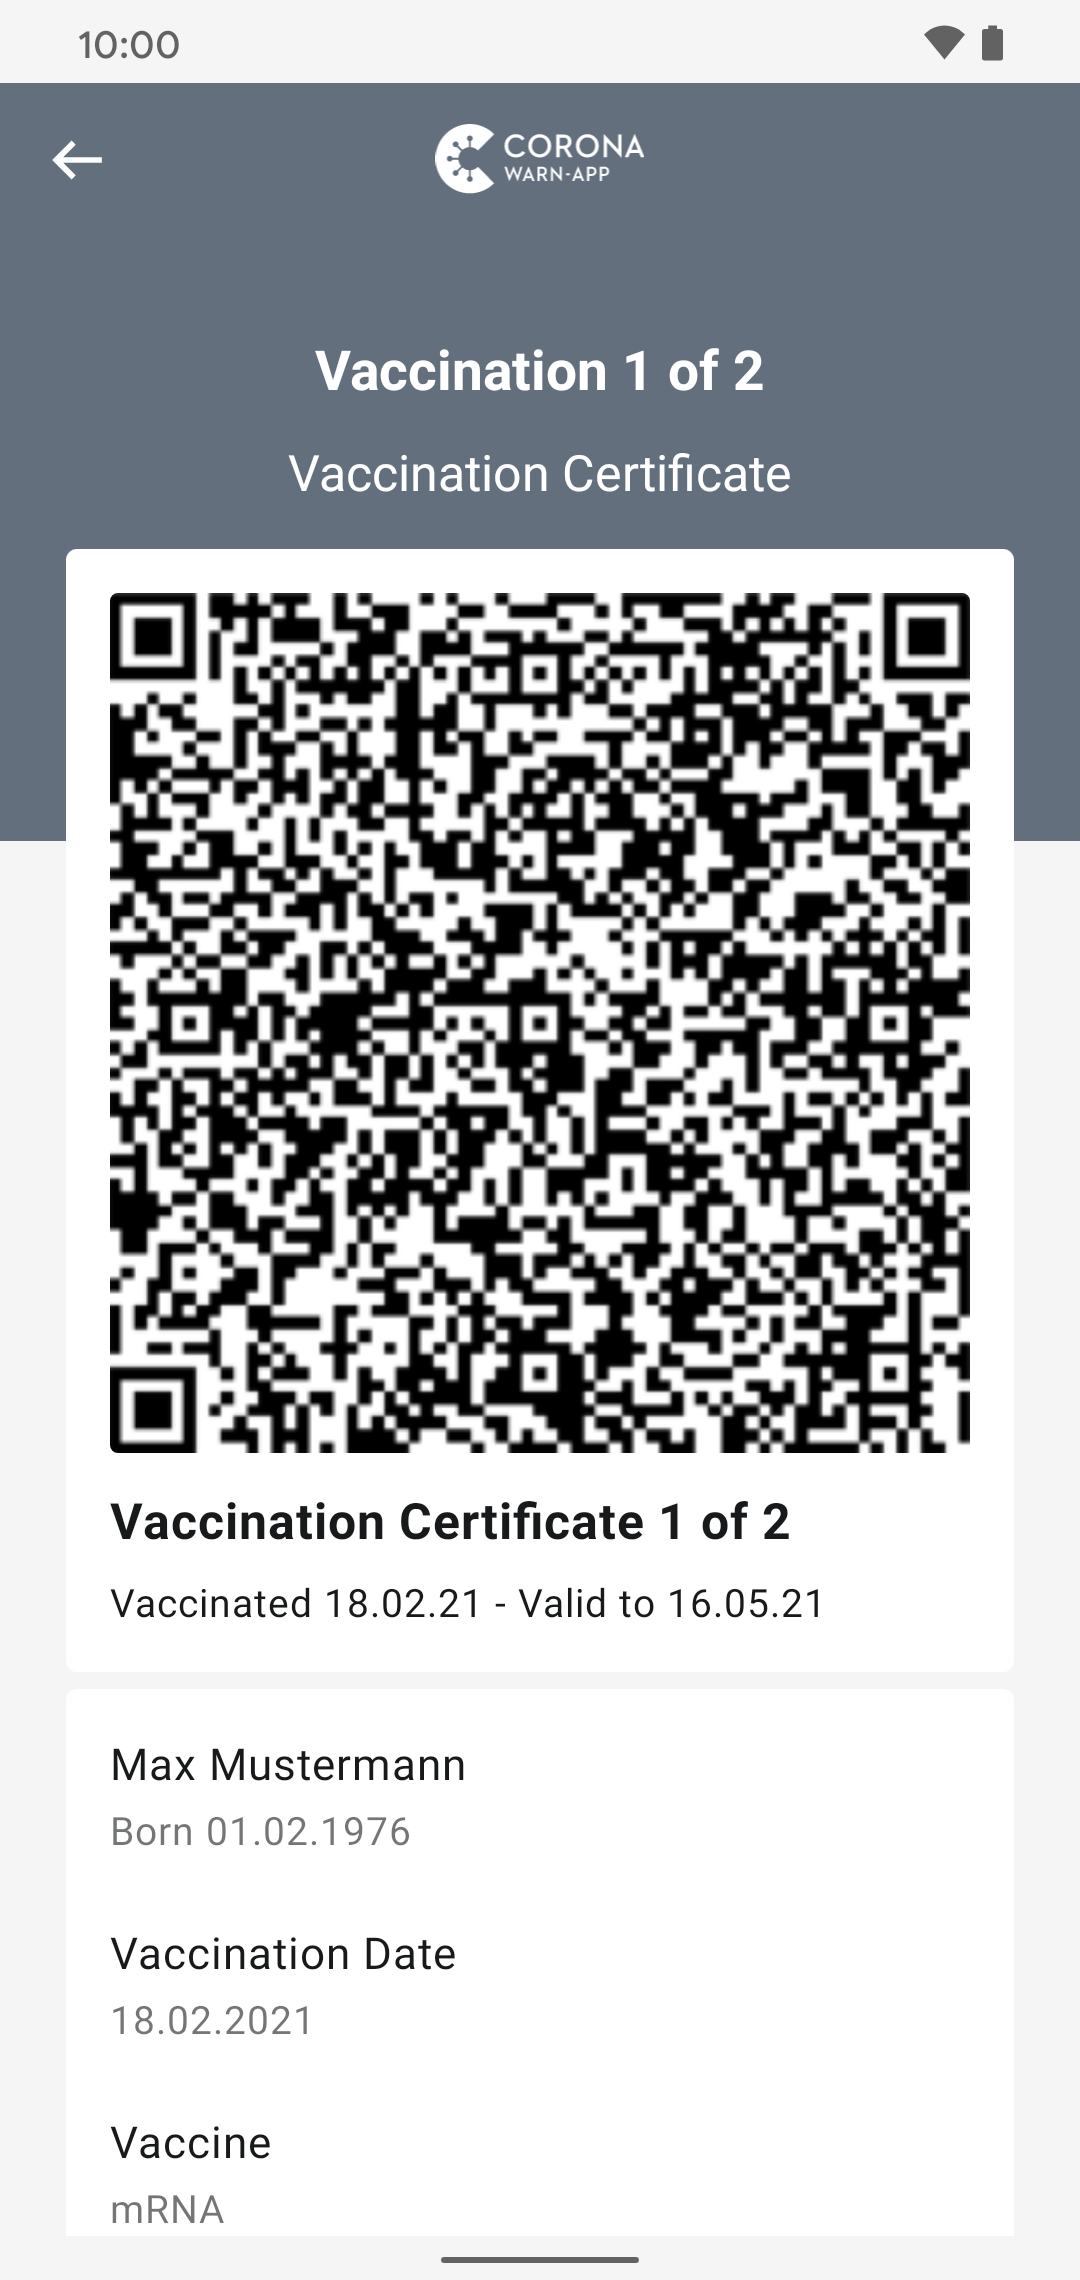 10:00
CORONA
WARN-APP
Vaccination 1 of 2
Vaccination Certificate
Vaccination Certificate 1 of 2
Vaccinated 18.02.21 - Valid to 16.05.21
Max Mustermann
Born 01.02.1976
Vaccination Date
18.02.2021
Vaccine
mRNA